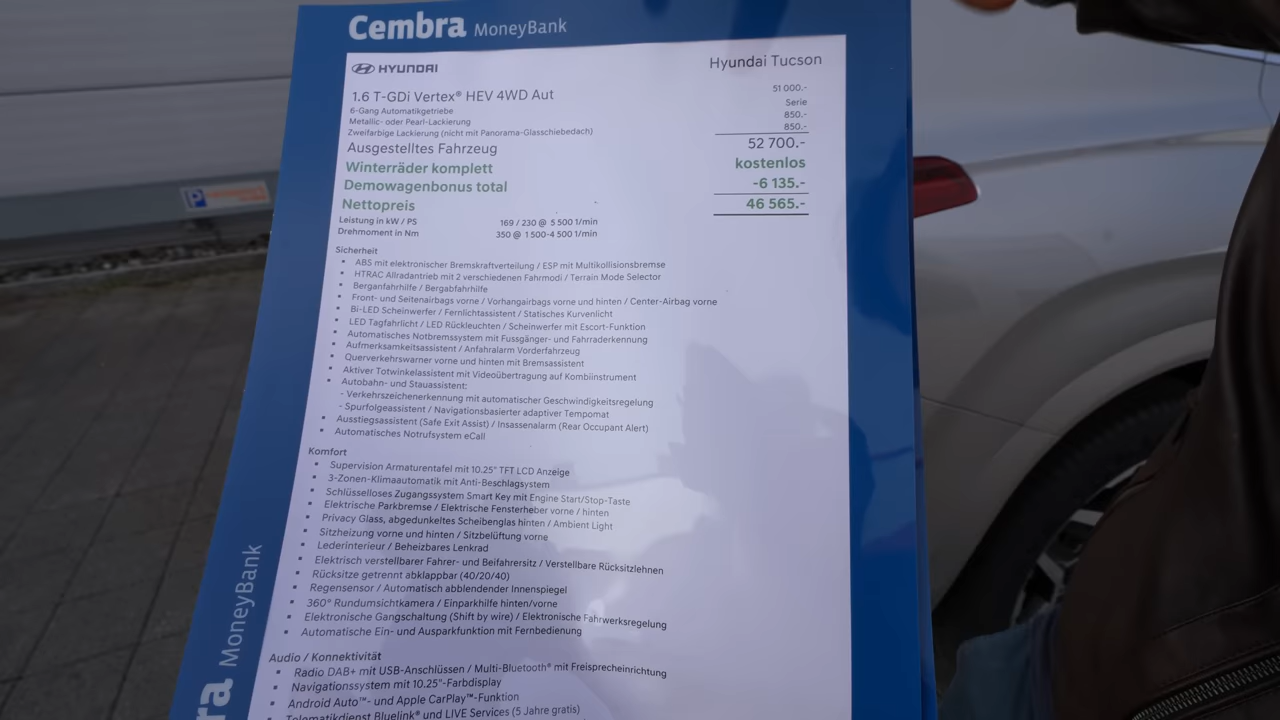 Cembra MoneyBank
HYUNDAI
Hyundai Tucson
1.6 T-GDi Vertex® HEV 4WD Aut 51 000.-
6-Gang Automatikgetriebe Serie
Metallic- oder Pearl-Lackierung 850.-
Zweifarbige Lackierung (nicht mit Panorama-Glasschiebedach) 850.-
Ausgestelltes Fahrzeug 52 700.-
Winterräder komplett kostenlos
Demowagenbonus total -6 135.-
Nettopreis 46 565.-
Leistung in kW / PS 169 / 230 @ 5 500 1/min
Drehmoment in Nm 350 @ 1 500-4 500 1/min
Sicherheit
▪ ABS mit elektronischer Bremskraftverteilung / ESP mit Multikollisionsbremse
▪ HTRAC Allradantrieb mit 2 verschiedenen Fahrmodi / Terrain Mode Selector
▪ Berganfahrhilfe / Bergabfahrhilfe
▪ Front- und Seitenairbags vorne / Vorhangairbags vorne und hinten / Center-Airbag vorne
▪ Bi-LED Scheinwerfer / Fernlichtassistent / Statisches Kurvenlicht
▪ LED Tagfahrlicht / LED Rückleuchten / Scheinwerfer mit Escort-Funktion
▪ Automatisches Notbremssystem mit Fussgänger- und Fahrraderkennung
▪ Aufmerksamkeitsassistent / Anfahralarm Vorderfahrzeug
▪ Querverkehrswarner vorne und hinten mit Bremsassistent
▪ Aktiver Totwinkelassistent mit Videoübertragung auf Kombiinstrument
▪ Autobahn- und Stauassistent:
- Verkehrszeichenerkennung mit automatischer Geschwindigkeitsregelung
- Spurfolgeassistent / Navigationsbasierter adaptiver Tempomat
▪ Ausstiegsassistent (Safe Exit Assist) / Insassenalarm (Rear Occupant Alert)
▪ Automatisches Notrufsystem eCall
Komfort
▪ Supervision Armaturentafel mit 10.25" TFT LCD Anzeige
▪ 3-Zonen-Klimaautomatik mit Anti-Beschlagsystem
▪ Schlüsselloses Zugangssystem Smart Key mit Engine Start/Stop-Taste
▪ Elektrische Parkbremse / Elektrische Fensterheber vorne / hinten
▪ Privacy Glass, abgedunkeltes Scheibenglas hinten / Ambient Light
▪ Sitzheizung vorne und hinten / Sitzbelüftung vorne
▪ Lederinterieur / Beheizbares Lenkrad
▪ Elektrisch verstellbarer Fahrer- und Beifahrersitz / Verstellbare Rücksitzlehnen
▪ Rücksitze getrennt abklappbar (40/20/40)
▪ Regensensor / Automatisch abblendender Innenspiegel
▪ 360° Rundumsichtkamera / Einparkhilfe hinten/vorne
▪ Elektronische Gangschaltung (Shift by wire) / Elektronische Fahrwerksregelung
▪ Automatische Ein- und Ausparkfunktion mit Fernbedienung
Audio / Konnektivität
▪ Radio DAB+ mit USB-Anschlüssen / Multi-Bluetooth® mit Freisprecheinrichtung
▪ Navigationssystem mit 10.25"-Farbdisplay
▪ Android Auto™- und Apple CarPlay™-Funktion
▪ Telematikdienst Bluelink® und LIVE Services (5 Jahre gratis)
bra MoneyBank
P